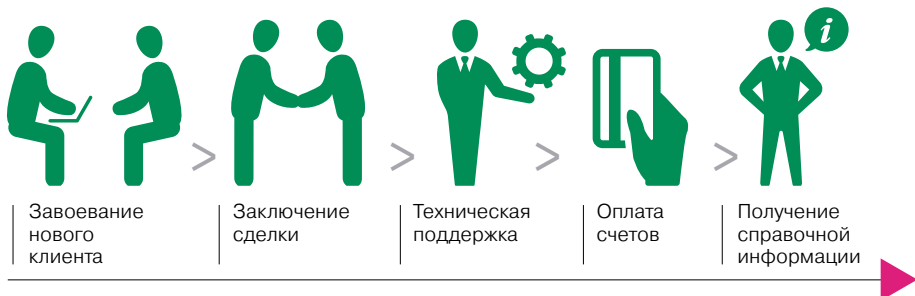 i
Завоевание
нового
клиента
Заключение
сделки
Техническая
поддержка
Оплата
счетов
Получение
справочной
информации